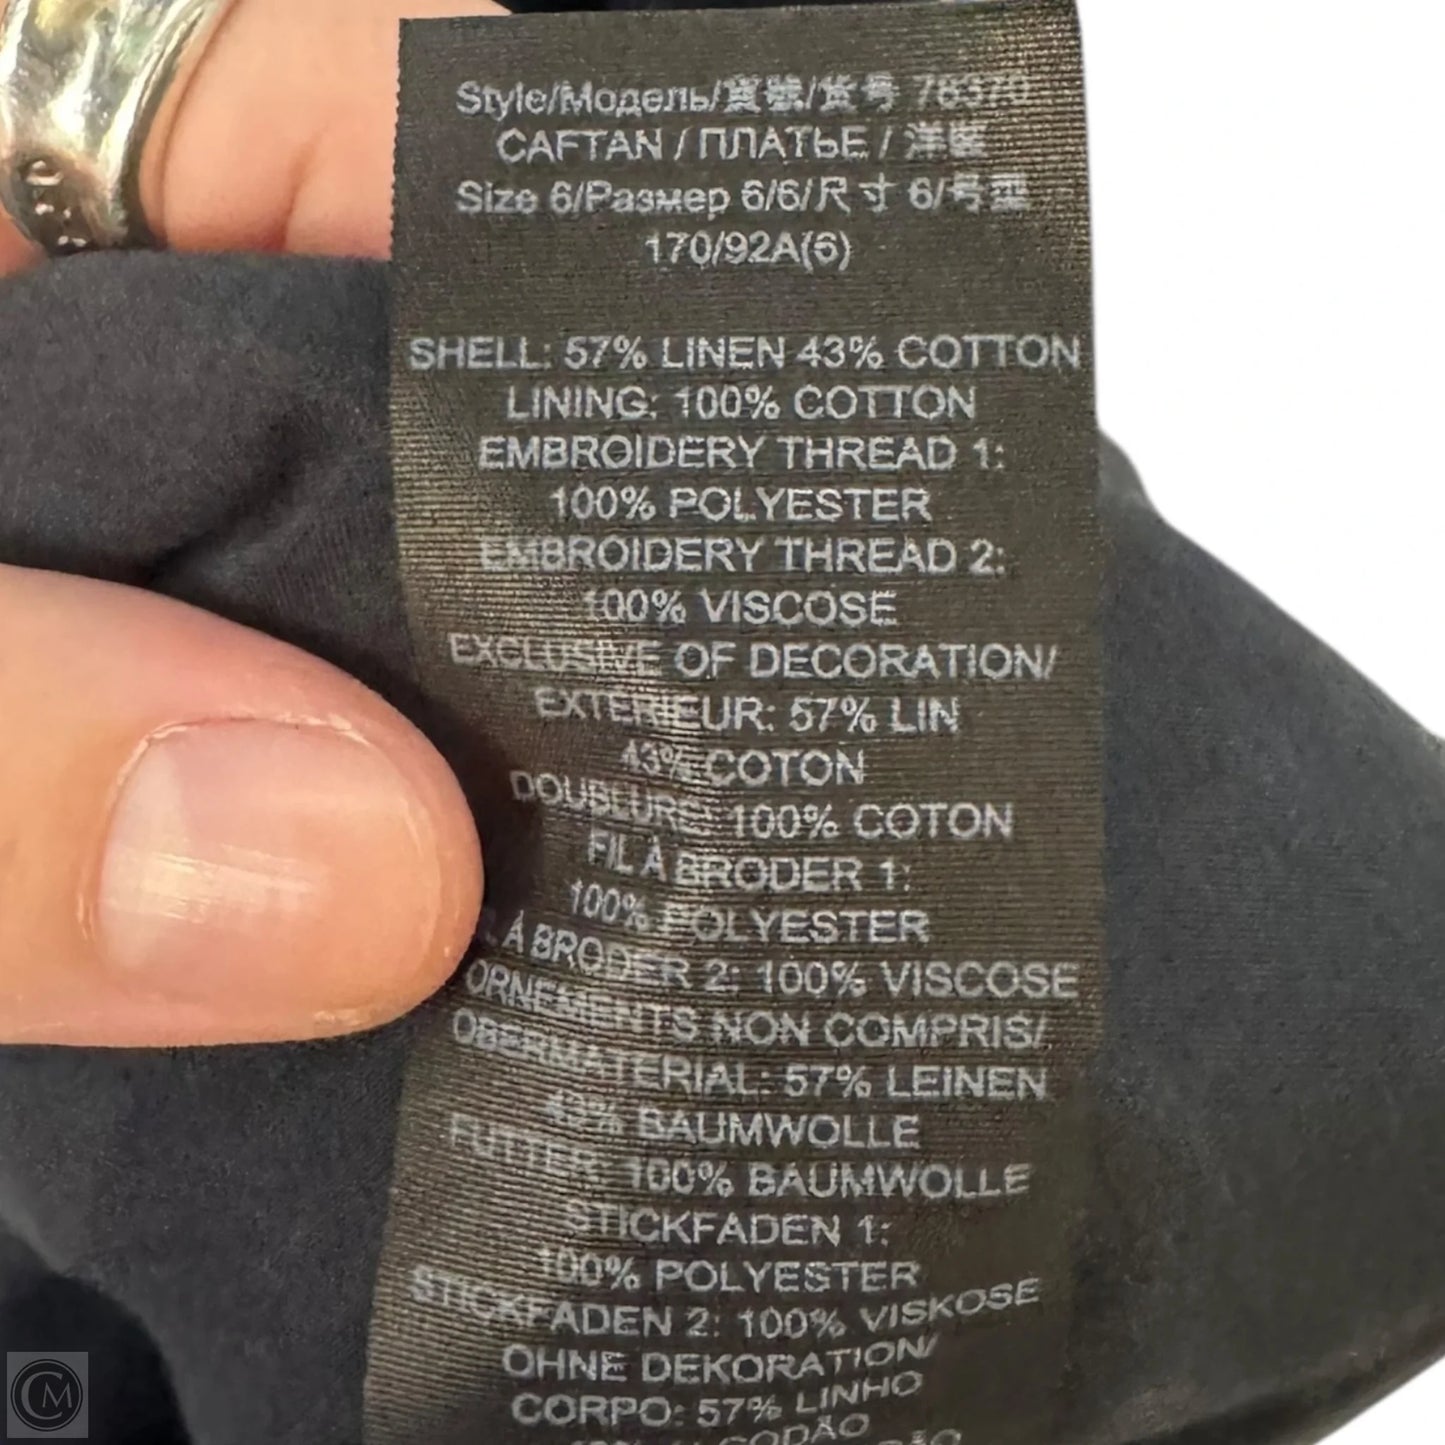 Style/Модель/貨號/货号 76370
CAFTAN / ПЛАТЬЕ / 洋裝
Size 6/Размер 6/6/尺寸 6/号型
170/92A(6)
SHELL: 57% LINEN 43% COTTON
LINING: 100% COTTON
EMBROIDERY THREAD 1:
100% POLYESTER
EMBROIDERY THREAD 2:
100% VISCOSE
EXCLUSIVE OF DECORATION/
EXTERIEUR: 57% LIN
43% COTON
DOUBLURE: 100% COTON
FIL A BRODER 1:
100% POLYESTER
A BRODER 2: 100% VISCOSE
ORNEMENTS NON COMPRIS/
OBERMATERIAL: 57% LEINEN
43% BAUMWOLLE
FUTTER: 100% BAUMWOLLE
STICKFADEN 1:
100% POLYESTER
STICKFADEN 2: 100% VISKOSE
OHNE DEKORATION/
CORPO: 57% LINHO
CM